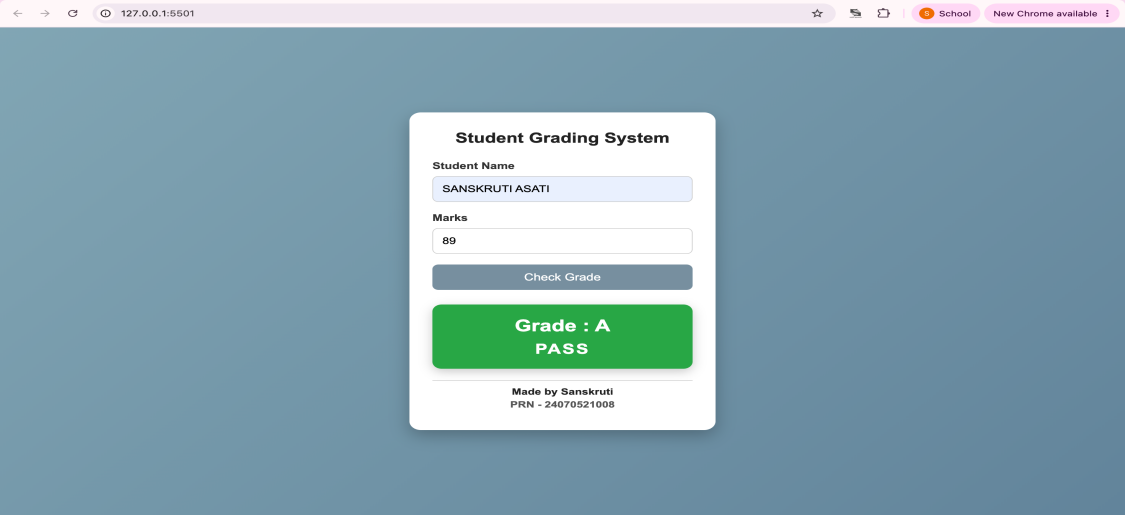 127.0.0.1:5501
S School
New Chrome available
Student Grading System
Student Name
SANSKRUTI ASATI
Marks
89
Check Grade
Grade : A
PASS
Made by Sanskruti
PRN - 24070521008